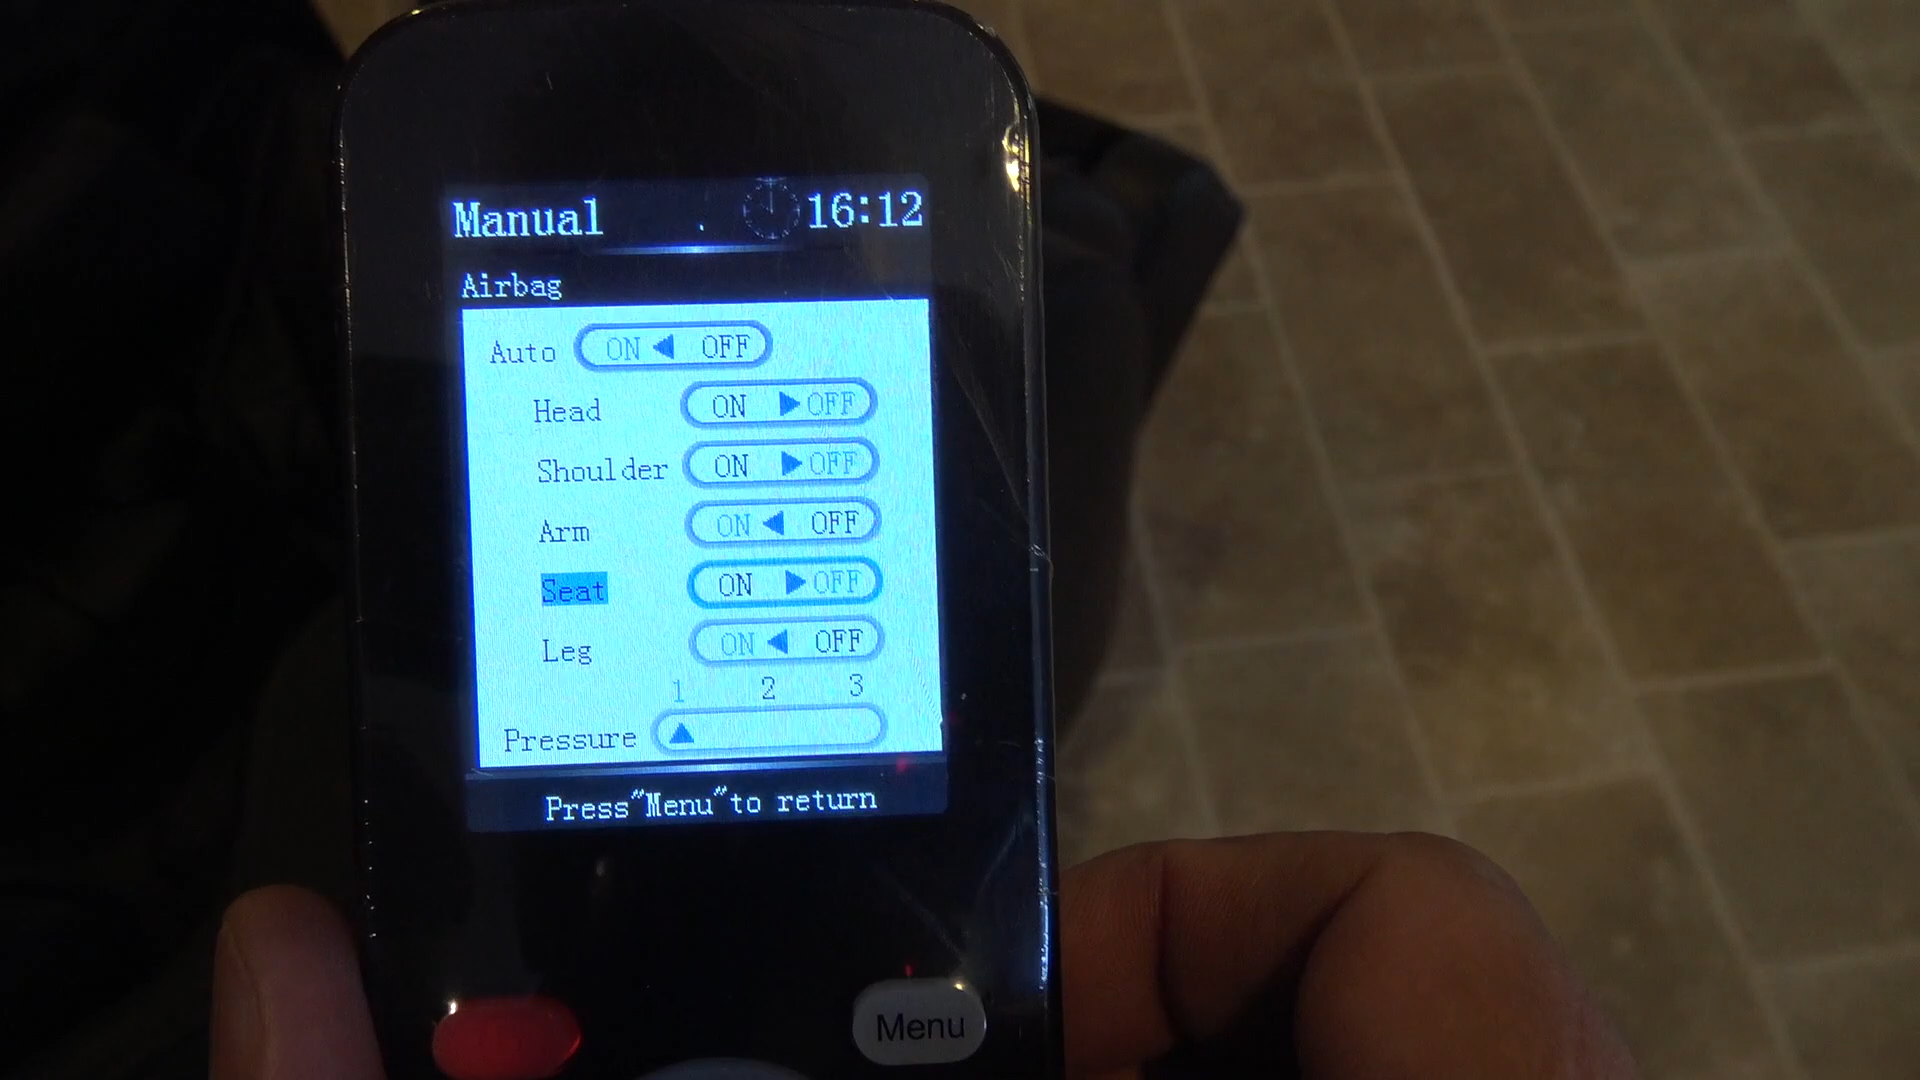 Manual 16:12
Airbag
Auto ON ◀ OFF
Head ON ▶ OFF
Shoulder ON ▶ OFF
Arm ON ◀ OFF
Seat ON ▶ OFF
Leg ON ◀ OFF
1 2 3
Pressure ▲
Press"Menu"to return
Menu